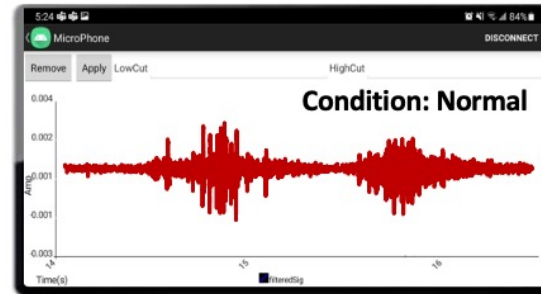 5:24 84%
MicroPhone DISCONNECT
Remove Apply LowCut HighCut
Condition: Normal
0.004
0.002
0.001
-0.001
-0.003
Amp
14 15 16
Time(s) filteredSig